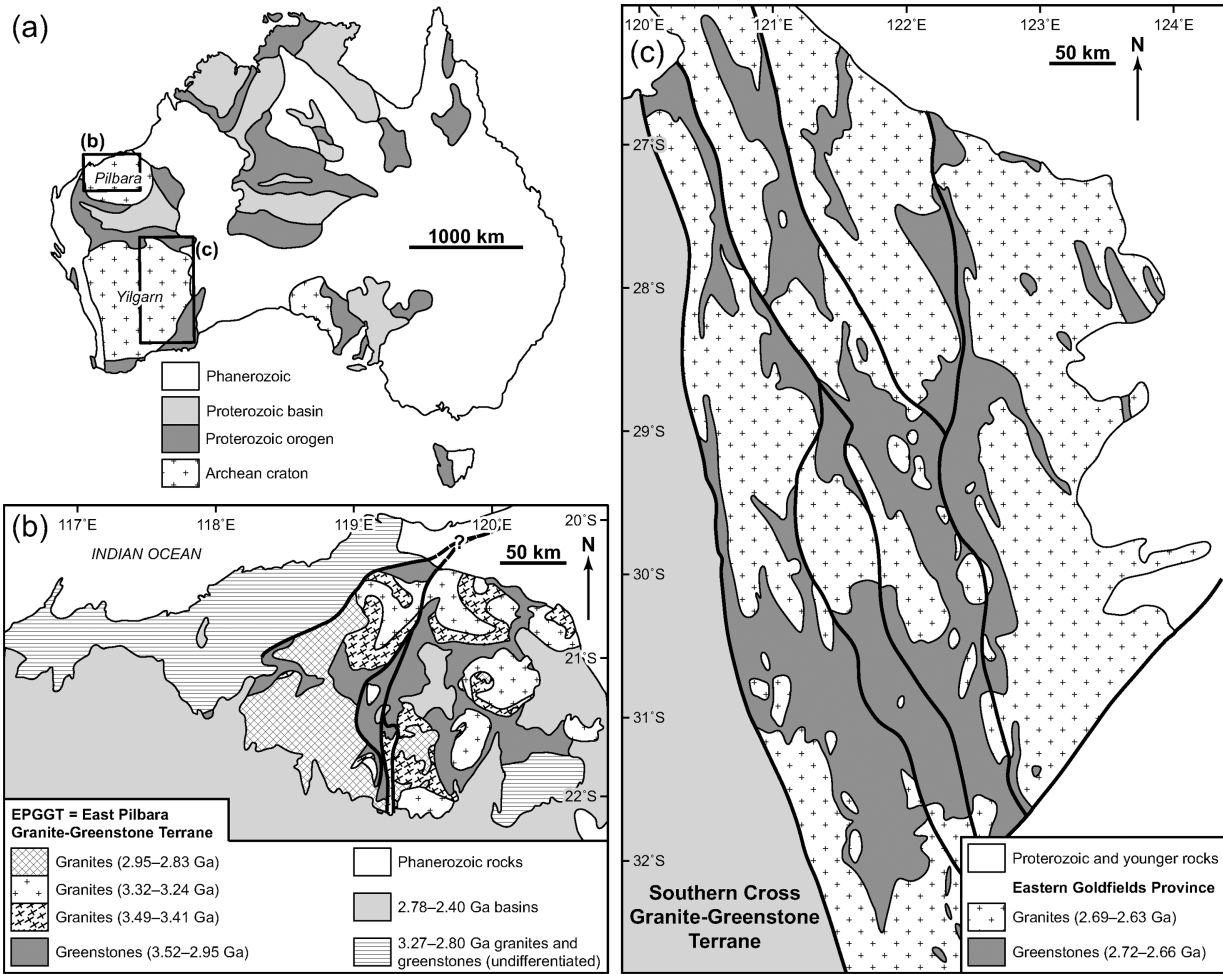 (a)
(b)
Pilbara
(c)
Yilgarn
1000 km
Phanerozoic
Proterozoic basin
Proterozoic orogen
Archean craton
(b)
117°E
118°E
119°E
120°E
20°S
INDIAN OCEAN
?
50 km
N
21°S
22°S
EPGGT = East Pilbara
Granite-Greenstone Terrane
Granites (2.95–2.83 Ga)
Granites (3.32–3.24 Ga)
Granites (3.49–3.41 Ga)
Greenstones (3.52–2.95 Ga)
Phanerozoic rocks
2.78–2.40 Ga basins
3.27–2.80 Ga granites and
greenstones (undifferentiated)
120°E
121°E
122°E
123°E
124°E
(c)
50 km
N
27°S
28°S
29°S
30°S
31°S
32°S
Southern Cross
Granite-Greenstone
Terrane
Proterozoic and younger rocks
Eastern Goldfields Province
Granites (2.69–2.63 Ga)
Greenstones (2.72–2.66 Ga)